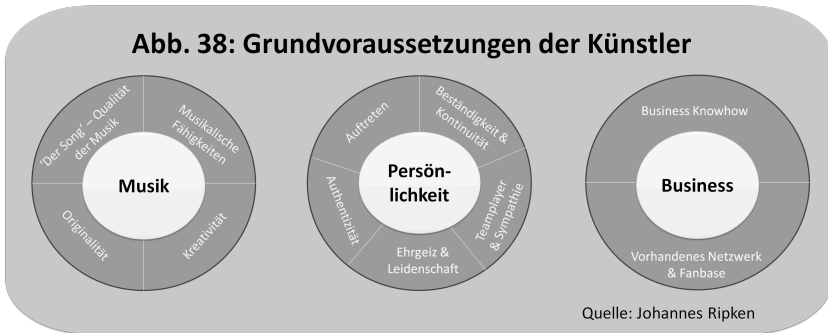 Abb. 38: Grundvoraussetzungen der Künstler
'Der Song' – Qualität
der Musik
Musikalische
Fähigkeiten
Originalität
Kreativität
Musik
Auftreten
Beständigkeit &
Kontinuität
Authentizität
Teamplayer
& Sympathie
Ehrgeiz &
Leidenschaft
Persön-
lichkeit
Business Knowhow
Business
Vorhandenes Netzwerk
& Fanbase
Quelle: Johannes Ripken